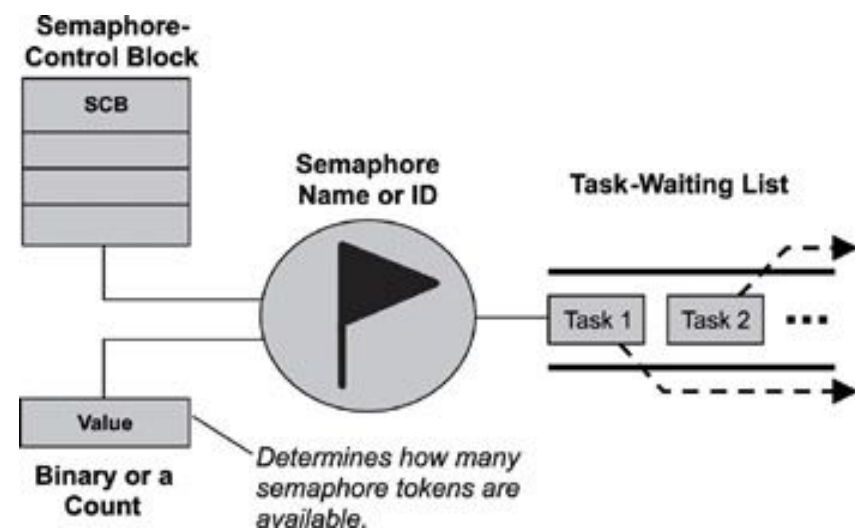 Semaphore-
Control Block
SCB
Semaphore
Name or ID
Task-Waiting List
Task 1
Task 2
...
Value
Binary or a
Count
Determines how many
semaphore tokens are
available.